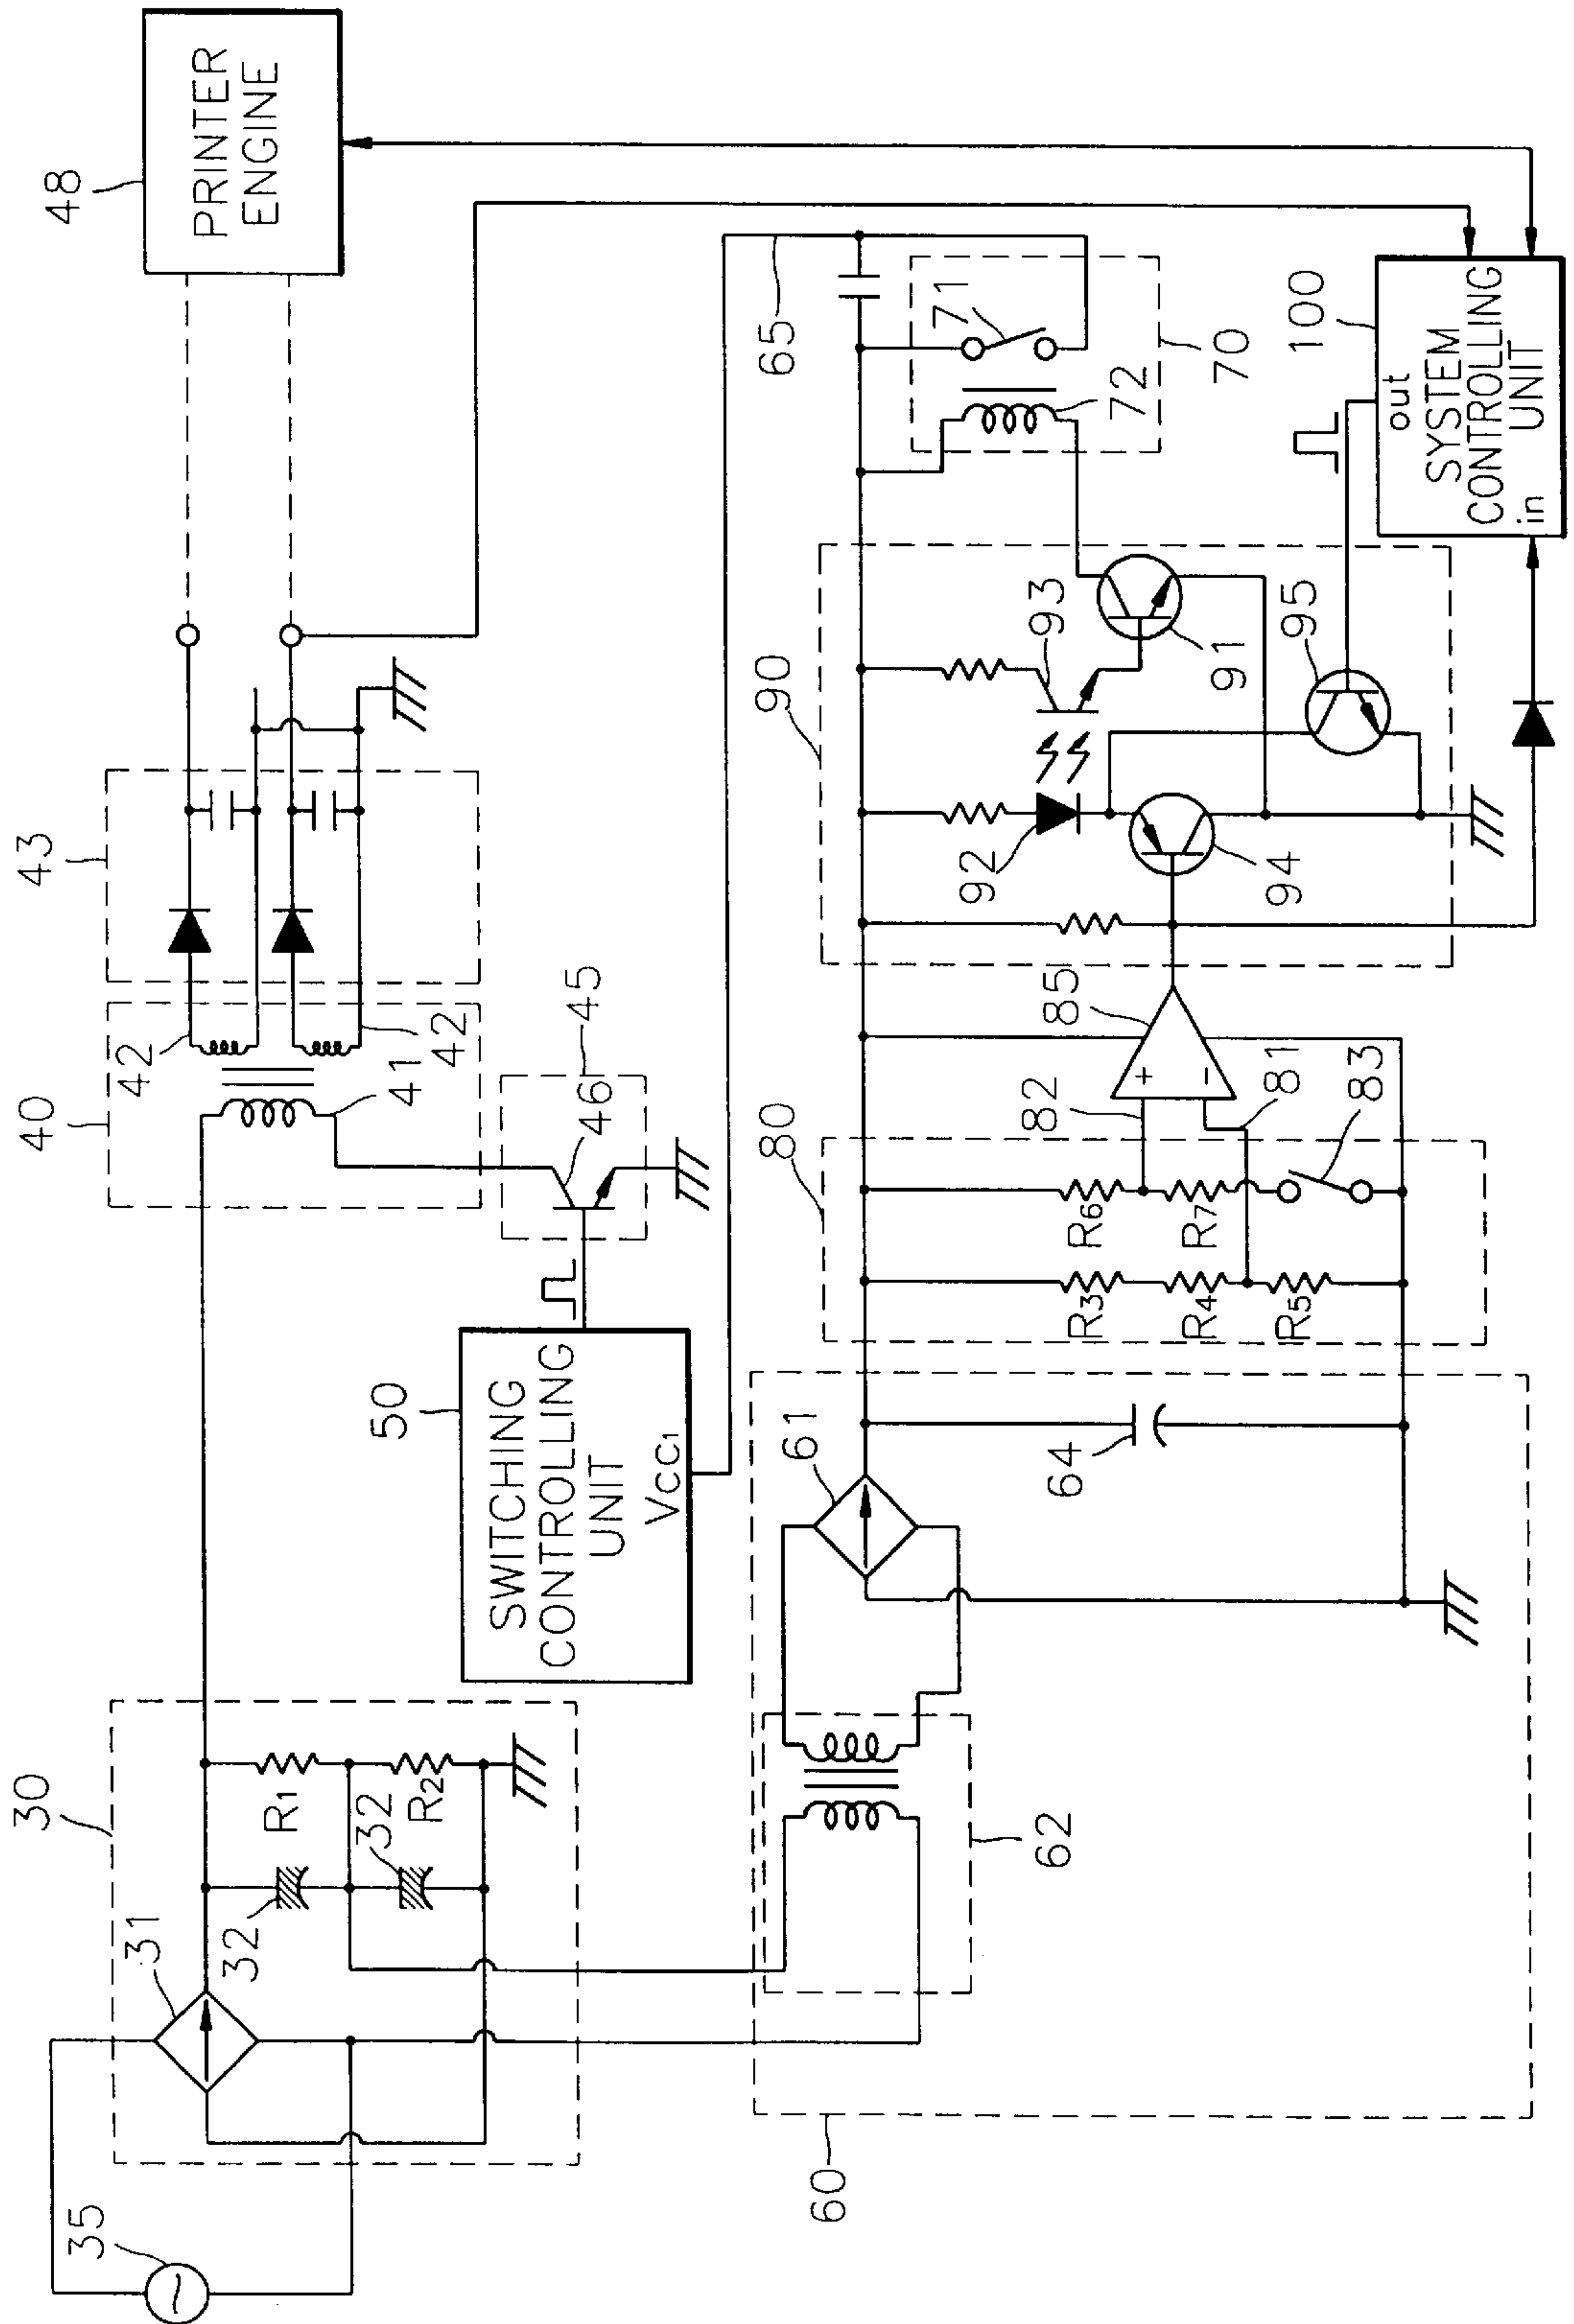 48
PRINTER
ENGINE
43
42
42
40
41
45
46
50
SWITCHING
CONTROLLING
UNIT
VCC1
30
31
32
32
R1
R2
35
65
70
71
72
90
93
91
92
94
95
100
out
SYSTEM
CONTROLLING
UNIT
in
80
85
+
−
82
81
83
R6
R7
R3
R4
R5
61
64
62
60